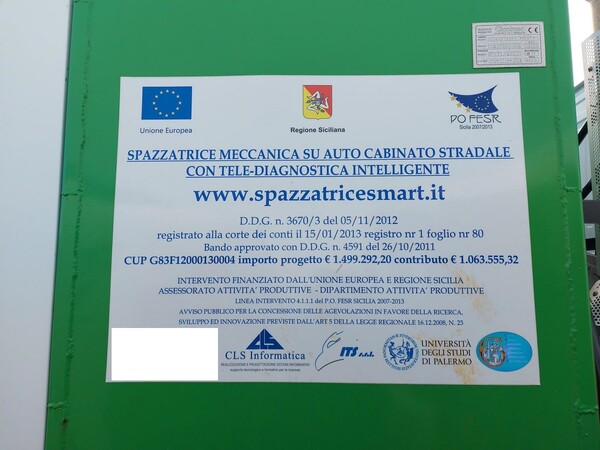 Unione Europea
Regione Siciliana
PO FESR
Sicilia 2007/2013
SPAZZATRICE MECCANICA SU AUTO CABINATO STRADALE
CON TELE-DIAGNOSTICA INTELLIGENTE
www.spazzatricesmart.it
D.D.G. n. 3670/3 del 05/11/2012
registrato alla corte dei conti il 15/01/2013 registro nr 1 foglio nr 80
Bando approvato con D.D.G. n. 4591 del 26/10/2011
CUP G83F12000130004 importo progetto € 1.499.292,20 contributo € 1.063.555,32
INTERVENTO FINANZIATO DALL'UNIONE EUROPEA E REGIONE SICILIA
ASSESSORATO ATTIVITA' PRODUTTIVE - DIPARTIMENTO ATTIVITA' PRODUTTIVE
LINEA INTERVENTO 4.1.1.1 del P.O. FESR SICILIA 2007-2013
AVVISO PUBBLICO PER LA CONCESSIONE DELLE AGEVOLAZIONI IN FAVORE DELLA RICERCA,
SVILUPPO ED INNOVAZIONE PREVISTE DALL'ART 5 DELLA LEGGE REGIONALE 16.12.2008, N. 23
CLS Informatica
ITS s.r.l.
UNIVERSITÀ
DEGLI STUDI
DI PALERMO